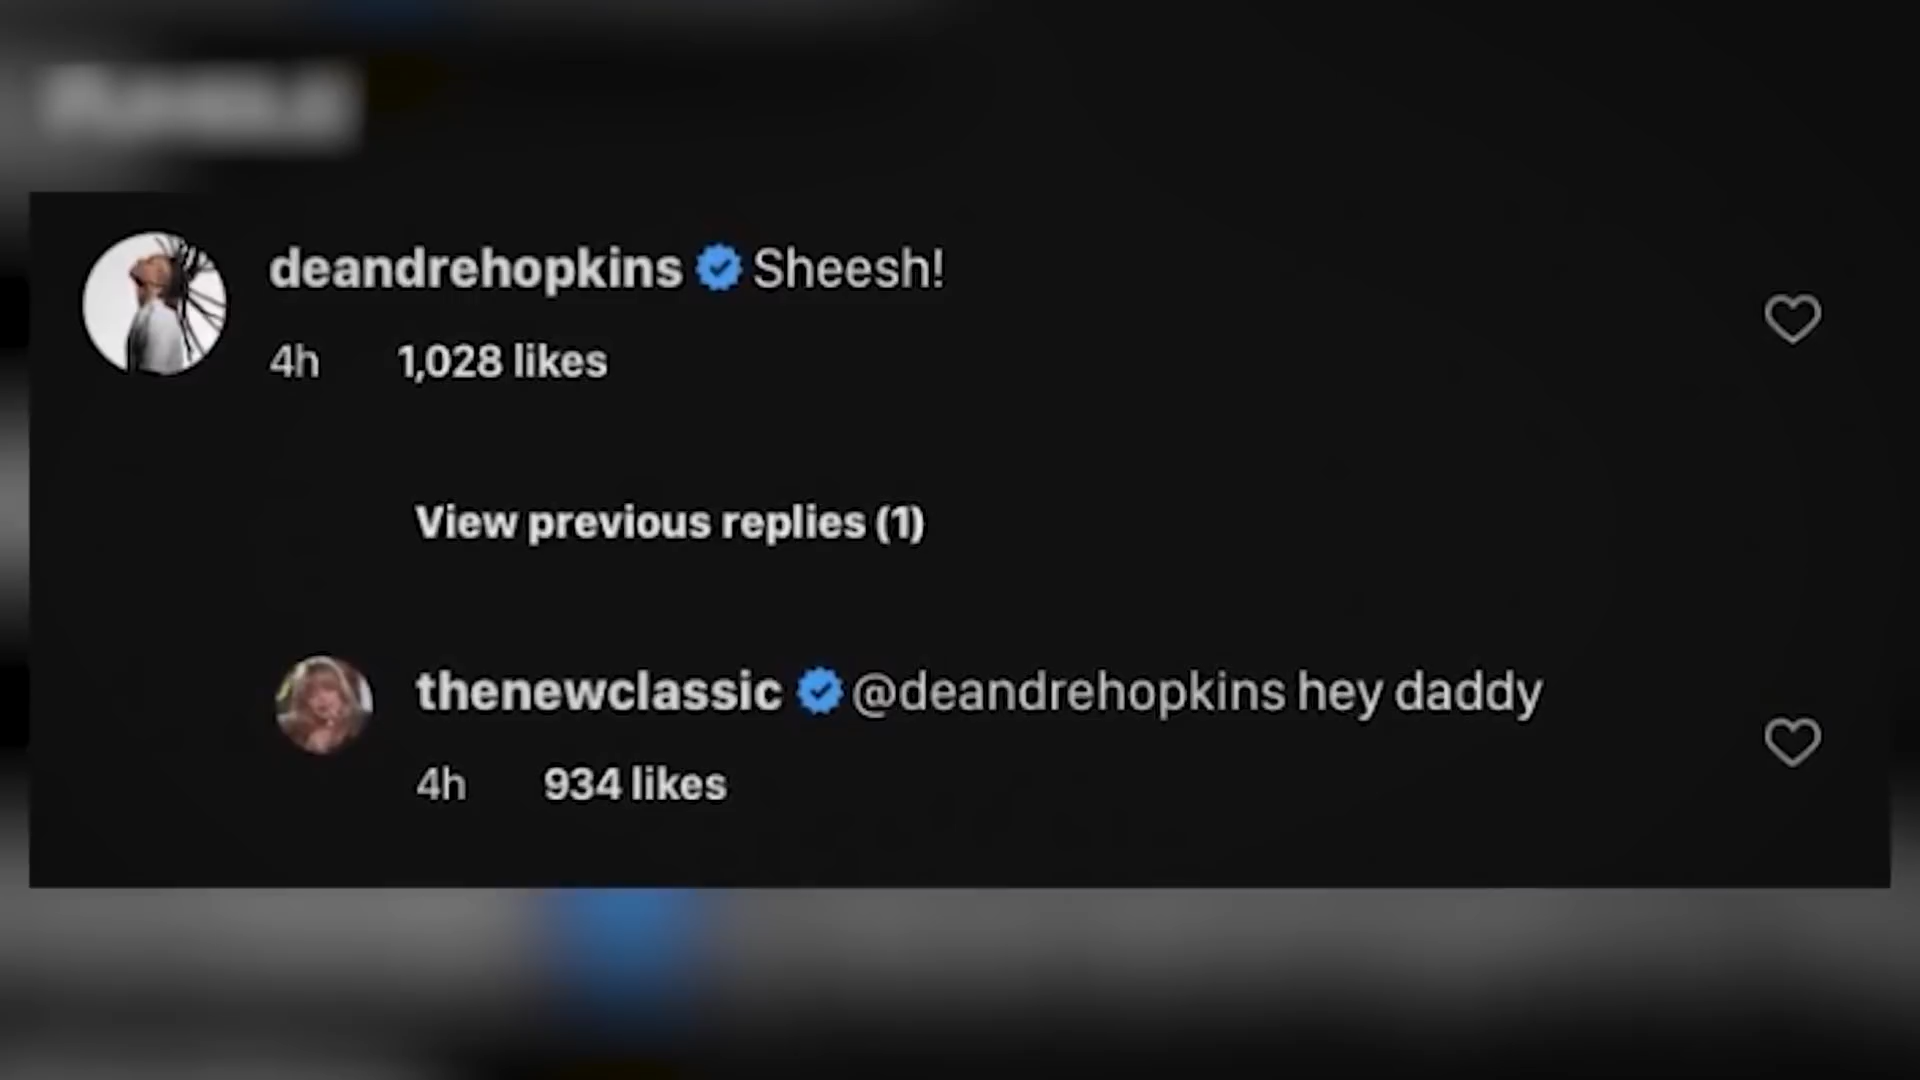 deandrehopkins Sheesh!
4h 1,028 likes
View previous replies (1)
thenewclassic @deandrehopkins hey daddy
4h 934 likes